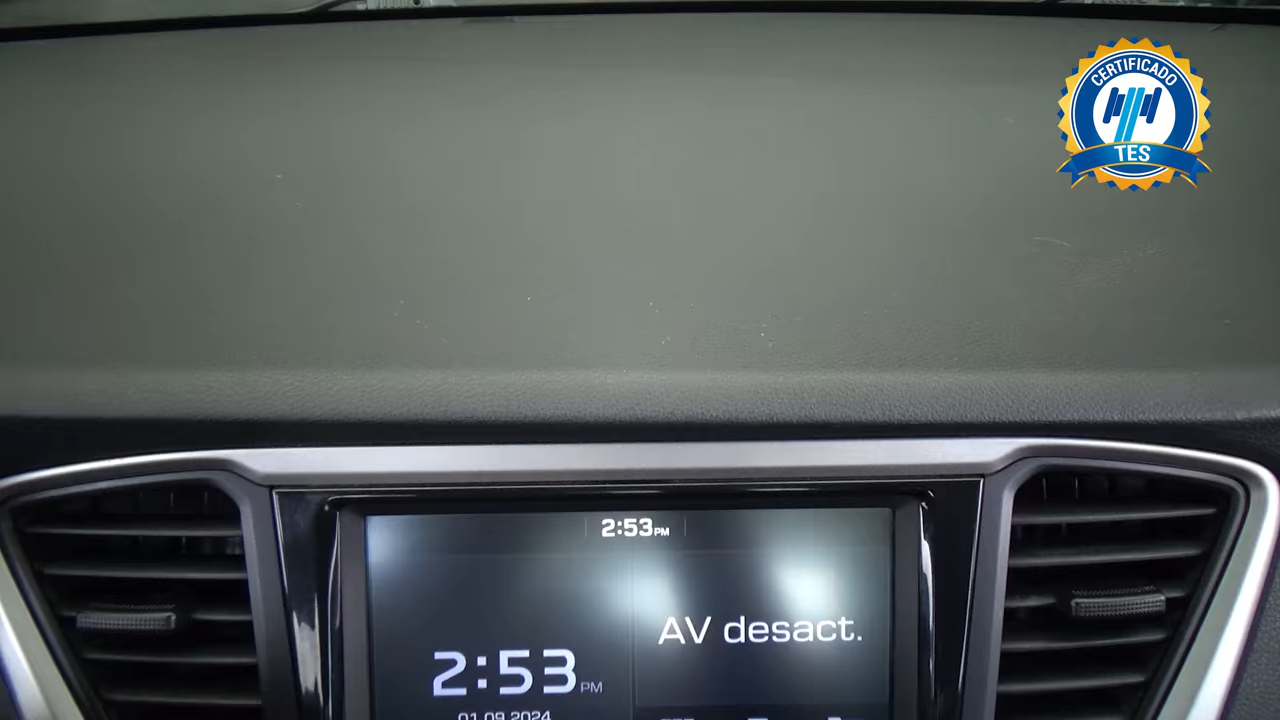 CERTIFICADO
TES
2:53PM
AV desact.
2:53PM
01.09.2024